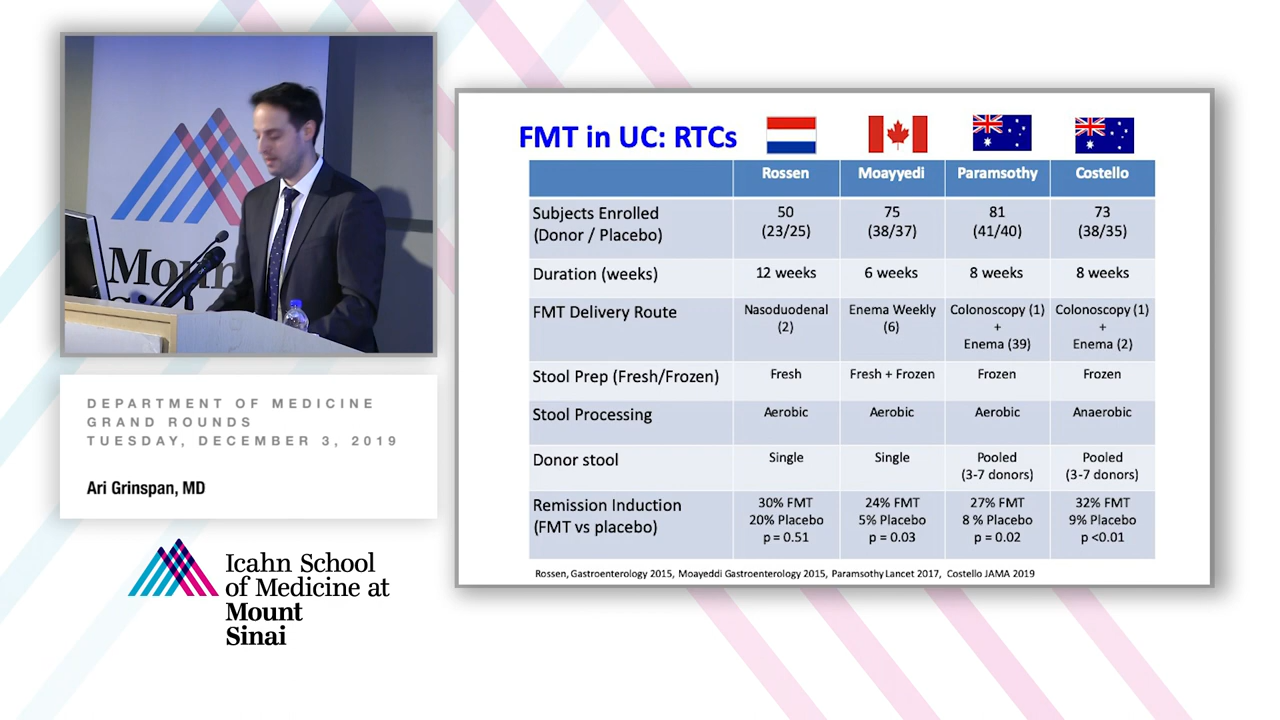 Mount
Sinai
DEPARTMENT OF MEDICINE
GRAND ROUNDS
TUESDAY, DECEMBER 3, 2019
Ari Grinspan, MD
Icahn School
of Medicine at
Mount
Sinai
FMT in UC: RTCs
Rossen Moayyedi Paramsothy Costello
Subjects Enrolled
(Donor / Placebo)
50
(23/25)
75
(38/37)
81
(41/40)
73
(38/35)
Duration (weeks) 12 weeks 6 weeks 8 weeks 8 weeks
FMT Delivery Route
Nasoduodenal
(2)
Enema Weekly
(6)
Colonoscopy (1)
+
Enema (39)
Colonoscopy (1)
+
Enema (2)
Stool Prep (Fresh/Frozen) Fresh Fresh + Frozen Frozen Frozen
Stool Processing Aerobic Aerobic Aerobic Anaerobic
Donor stool Single Single
Pooled
(3-7 donors)
Pooled
(3-7 donors)
Remission Induction
(FMT vs placebo)
30% FMT
20% Placebo
p = 0.51
24% FMT
5% Placebo
p = 0.03
27% FMT
8 % Placebo
p = 0.02
32% FMT
9% Placebo
p <0.01
Rossen, Gastroenterology 2015, Moayeddi Gastroenterology 2015, Paramsothy Lancet 2017, Costello JAMA 2019